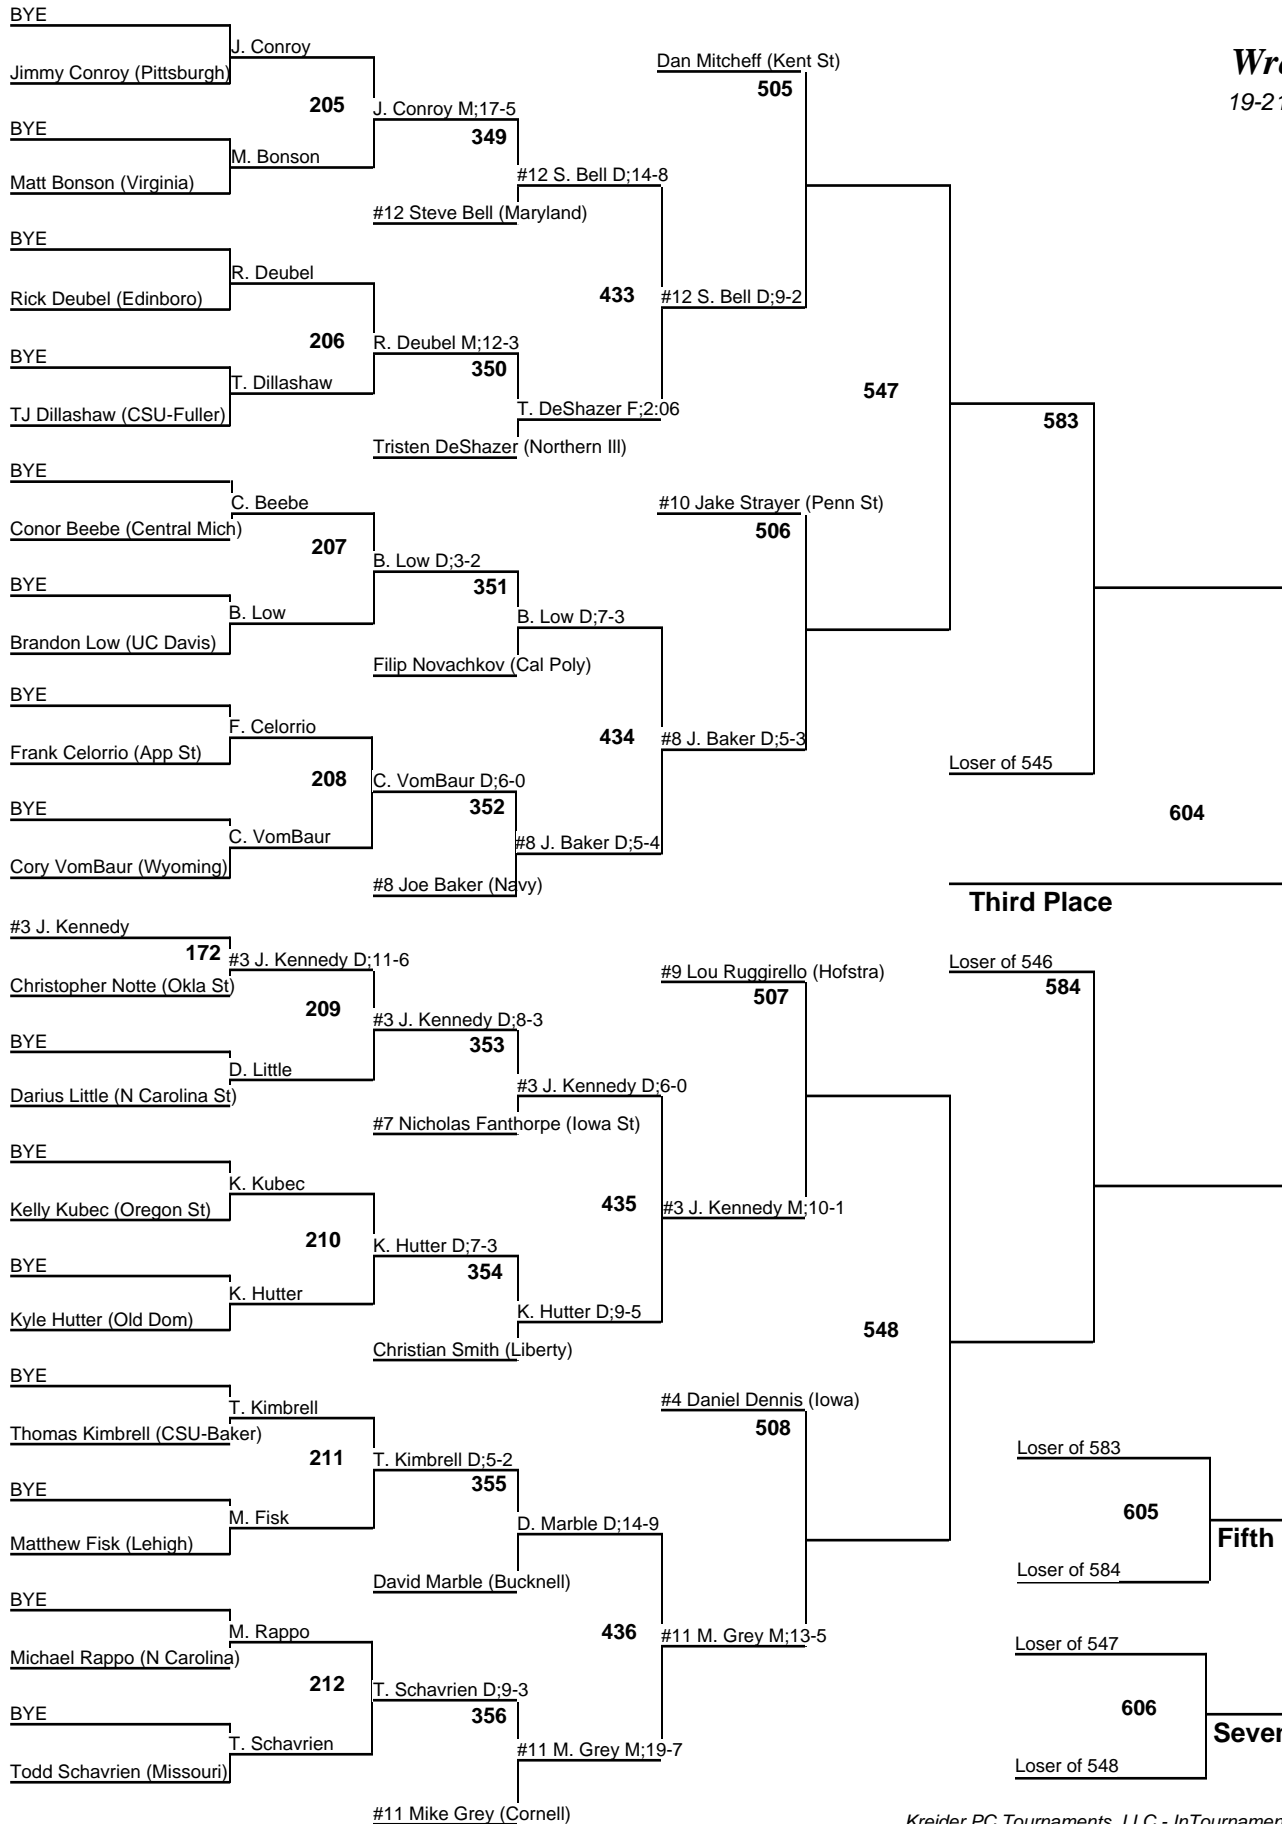 BYE
J. Conroy
Jimmy Conroy (Pittsburgh)
205
J. Conroy M;17-5
BYE
349
M. Bonson
Matt Bonson (Virginia)
#12 S. Bell D;14-8
#12 Steve Bell (Maryland)
BYE
R. Deubel
Rick Deubel (Edinboro)
433
#12 S. Bell D;9-2
206
R. Deubel M;12-3
BYE
350
T. Dillashaw
TJ Dillashaw (CSU-Fuller)
T. DeShazer F;2:06
Tristen DeShazer (Northern Ill)
Dan Mitcheff (Kent St)
505
547
583
BYE
C. Beebe
Conor Beebe (Central Mich)
207
B. Low D;3-2
BYE
351
B. Low
Brandon Low (UC Davis)
B. Low D;7-3
Filip Novachkov (Cal Poly)
#10 Jake Strayer (Penn St)
506
BYE
F. Celorrio
Frank Celorrio (App St)
434
#8 J. Baker D;5-3
208
C. VomBaur D;6-0
BYE
352
C. VomBaur
Cory VomBaur (Wyoming)
#8 J. Baker D;5-4
#8 Joe Baker (Navy)
Loser of 545
604
Third Place
#3 J. Kennedy
172
#3 J. Kennedy D;11-6
Christopher Notte (Okla St)
209
#3 J. Kennedy D;8-3
BYE
353
D. Little
Darius Little (N Carolina St)
#3 J. Kennedy D;6-0
#7 Nicholas Fanthorpe (Iowa St)
#9 Lou Ruggirello (Hofstra)
507
Loser of 546
584
BYE
K. Kubec
Kelly Kubec (Oregon St)
435
#3 J. Kennedy M;10-1
210
K. Hutter D;7-3
BYE
354
K. Hutter
Kyle Hutter (Old Dom)
K. Hutter D;9-5
Christian Smith (Liberty)
548
BYE
T. Kimbrell
Thomas Kimbrell (CSU-Baker)
#4 Daniel Dennis (Iowa)
508
211
T. Kimbrell D;5-2
BYE
355
M. Fisk
Matthew Fisk (Lehigh)
D. Marble D;14-9
David Marble (Bucknell)
Loser of 583
605
Fifth
Loser of 584
BYE
M. Rappo
Michael Rappo (N Carolina)
436
#11 M. Grey M;13-5
212
T. Schavrien D;9-3
BYE
356
T. Schavrien
Todd Schavrien (Missouri)
#11 M. Grey M;19-7
#11 Mike Grey (Cornell)
Loser of 547
606
Loser of 548
Kreider PC Tournaments, LLC -